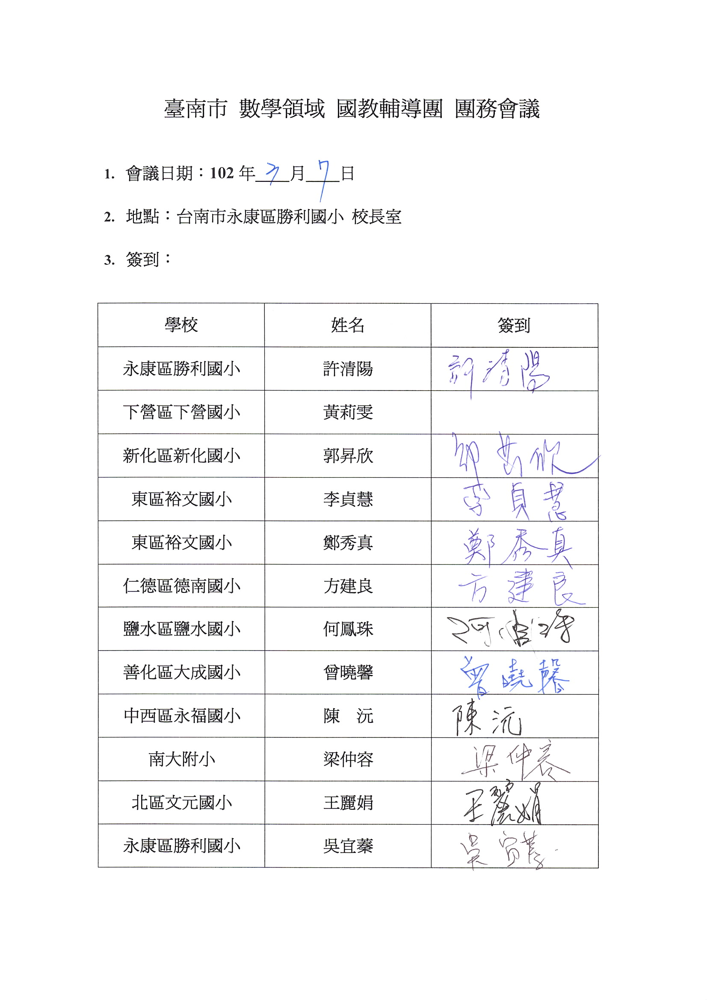 臺南市 數學領域 國教輔導團 團務會議
1. 會議日期：102 年 3 月 7 日
2. 地點：台南市永康區勝利國小 校長室
3. 簽到：
學校 姓名 簽到
永康區勝利國小 許清陽 許清陽
下營區下營國小 黃莉雯
新化區新化國小 郭昇欣 郭昇欣
東區裕文國小 李貞慧 李貞慧
東區裕文國小 鄭秀真 鄭秀真
仁德區德南國小 方建良 方建良
鹽水區鹽水國小 何鳳珠 何鳳珠
善化區大成國小 曾曉馨 曾曉馨
中西區永福國小 陳　沅 陳沅
南大附小 梁仲容 梁仲容
北區文元國小 王麗娟 王麗娟
永康區勝利國小 吳宜蓁 吳宜蓁